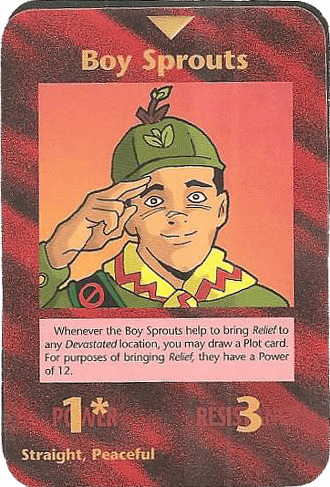 Boy Sprouts
Whenever the Boy Sprouts help to bring Relief to
any Devastated location, you may draw a Plot card.
For purposes of bringing Relief, they have a Power
of 12.
POWER RESISTANCE
1* 3
Straight, Peaceful